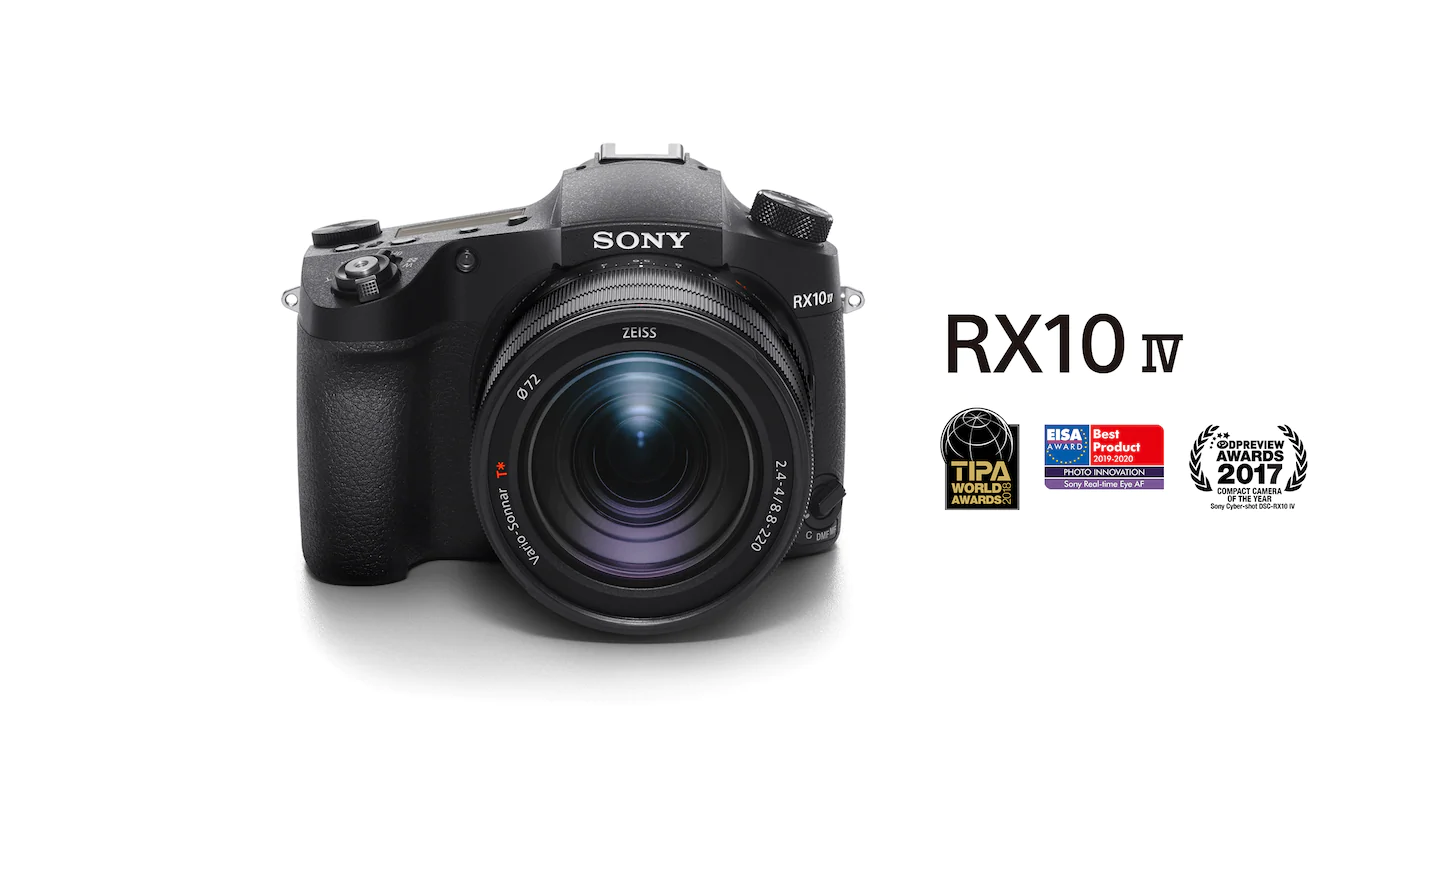 SONY
RX10 IV
ZEISS
Ø72
Vario-Sonnar T*
2.4-4/8.8-220
C DMF MF
RX10 IV
TIPA
WORLD
AWARDS 2018
EISA
AWARD
Best
Product
2019-2020
PHOTO INNOVATION
Sony Real-time Eye AF
DPREVIEW
AWARDS
2017
COMPACT CAMERA
OF THE YEAR
Sony Cyber-shot DSC-RX10 IV